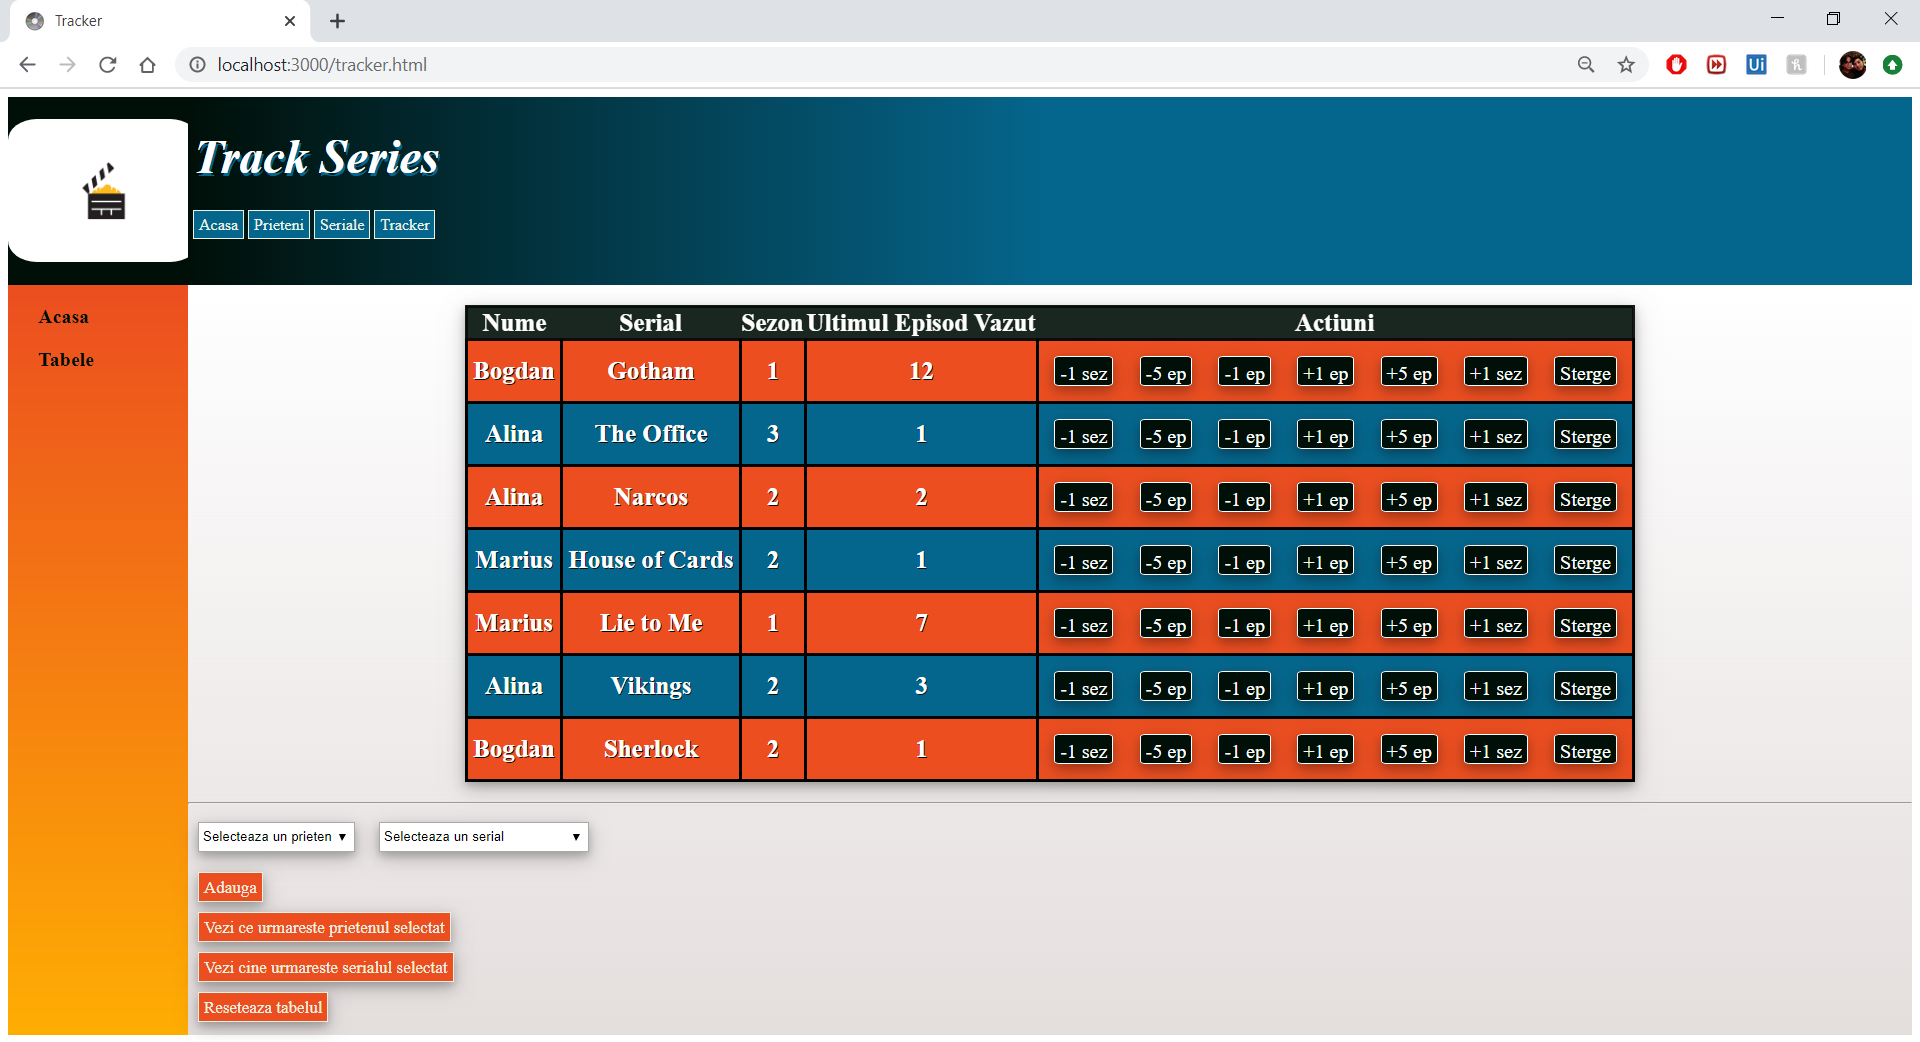 Tracker
localhost:3000/tracker.html
Ui
Track Series
Acasa Prieteni Seriale Tracker
Acasa
Tabele
Nume Serial Sezon Ultimul Episod Vazut Actiuni
Bogdan Gotham 1 12 -1 sez -5 ep -1 ep +1 ep +5 ep +1 sez Sterge
Alina The Office 3 1 -1 sez -5 ep -1 ep +1 ep +5 ep +1 sez Sterge
Alina Narcos 2 2 -1 sez -5 ep -1 ep +1 ep +5 ep +1 sez Sterge
Marius House of Cards 2 1 -1 sez -5 ep -1 ep +1 ep +5 ep +1 sez Sterge
Marius Lie to Me 1 7 -1 sez -5 ep -1 ep +1 ep +5 ep +1 sez Sterge
Alina Vikings 2 3 -1 sez -5 ep -1 ep +1 ep +5 ep +1 sez Sterge
Bogdan Sherlock 2 1 -1 sez -5 ep -1 ep +1 ep +5 ep +1 sez Sterge
Selecteaza un prieten Selecteaza un serial
Adauga
Vezi ce urmareste prietenul selectat
Vezi cine urmareste serialul selectat
Reseteaza tabelul